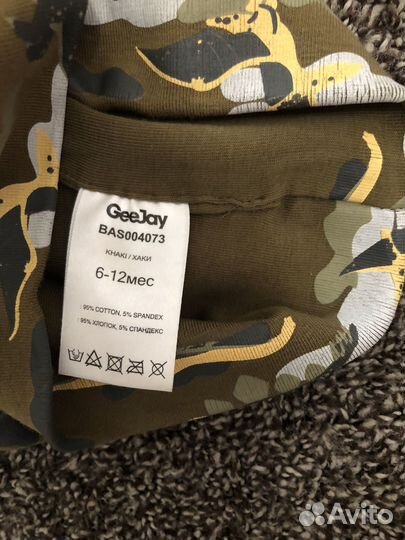 GeeJay
BAS004073
KHAKI / ХАКИ
6-12мес
: 95% COTTON, 5% SPANDEX
: 95% ХЛОПОК, 5% СПАНДЕКС
Avito